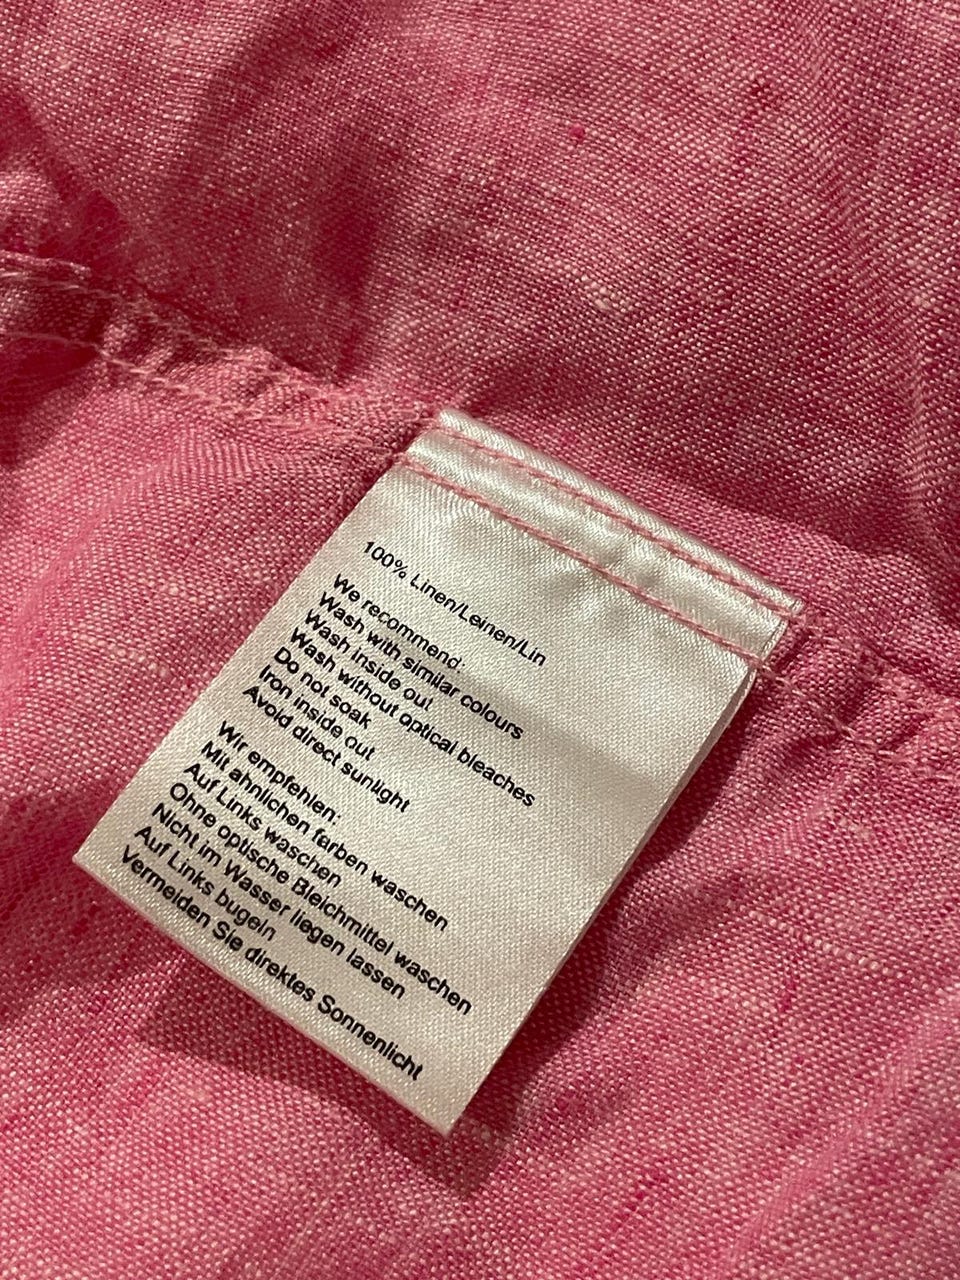 100% Linen/Leinen/Lin
We recommend:
Wash with similar colours
Wash inside out
Wash without optical bleaches
Do not soak
Iron inside out
Avoid direct sunlight
Wir empfehlen:
Mit ahnlichen farben waschen
Auf Links waschen
Ohne optische Bleichmittel waschen
Nicht im Wasser liegen lassen
Auf Links bugeln
Vermeiden Sie direktes Sonnenlicht